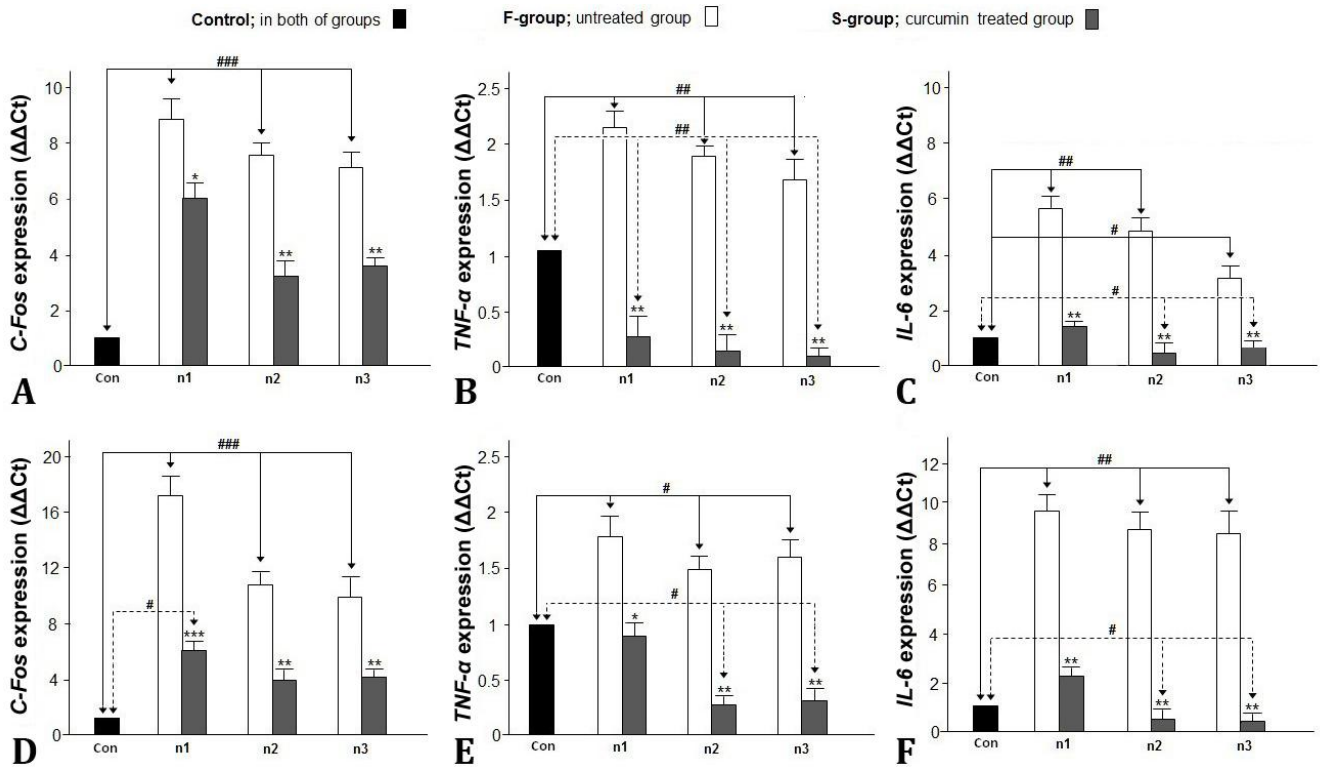 Control; in both of groups
F-group; untreated group
S-group; curcumin treated group
C-Fos expression (ΔΔCt)
10
8
6
4
2
0
###
*
**
**
Con
n1
n2
n3
A
TNF-α expression (ΔΔCt)
2.5
2
1.5
1
0.5
0
##
##
**
**
**
Con
n1
n2
n3
B
IL-6 expression (ΔΔCt)
10
8
6
4
2
0
##
#
#
**
**
**
Con
n1
n2
n3
C
C-Fos expression (ΔΔCt)
20
16
12
8
4
0
###
#
***
**
**
Con
n1
n2
n3
D
TNF-α expression (ΔΔCt)
2.5
2
1.5
1
0.5
0
#
#
*
**
**
Con
n1
n2
n3
E
IL-6 expression (ΔΔCt)
12
10
8
6
4
2
0
##
#
**
**
**
Con
n1
n2
n3
F